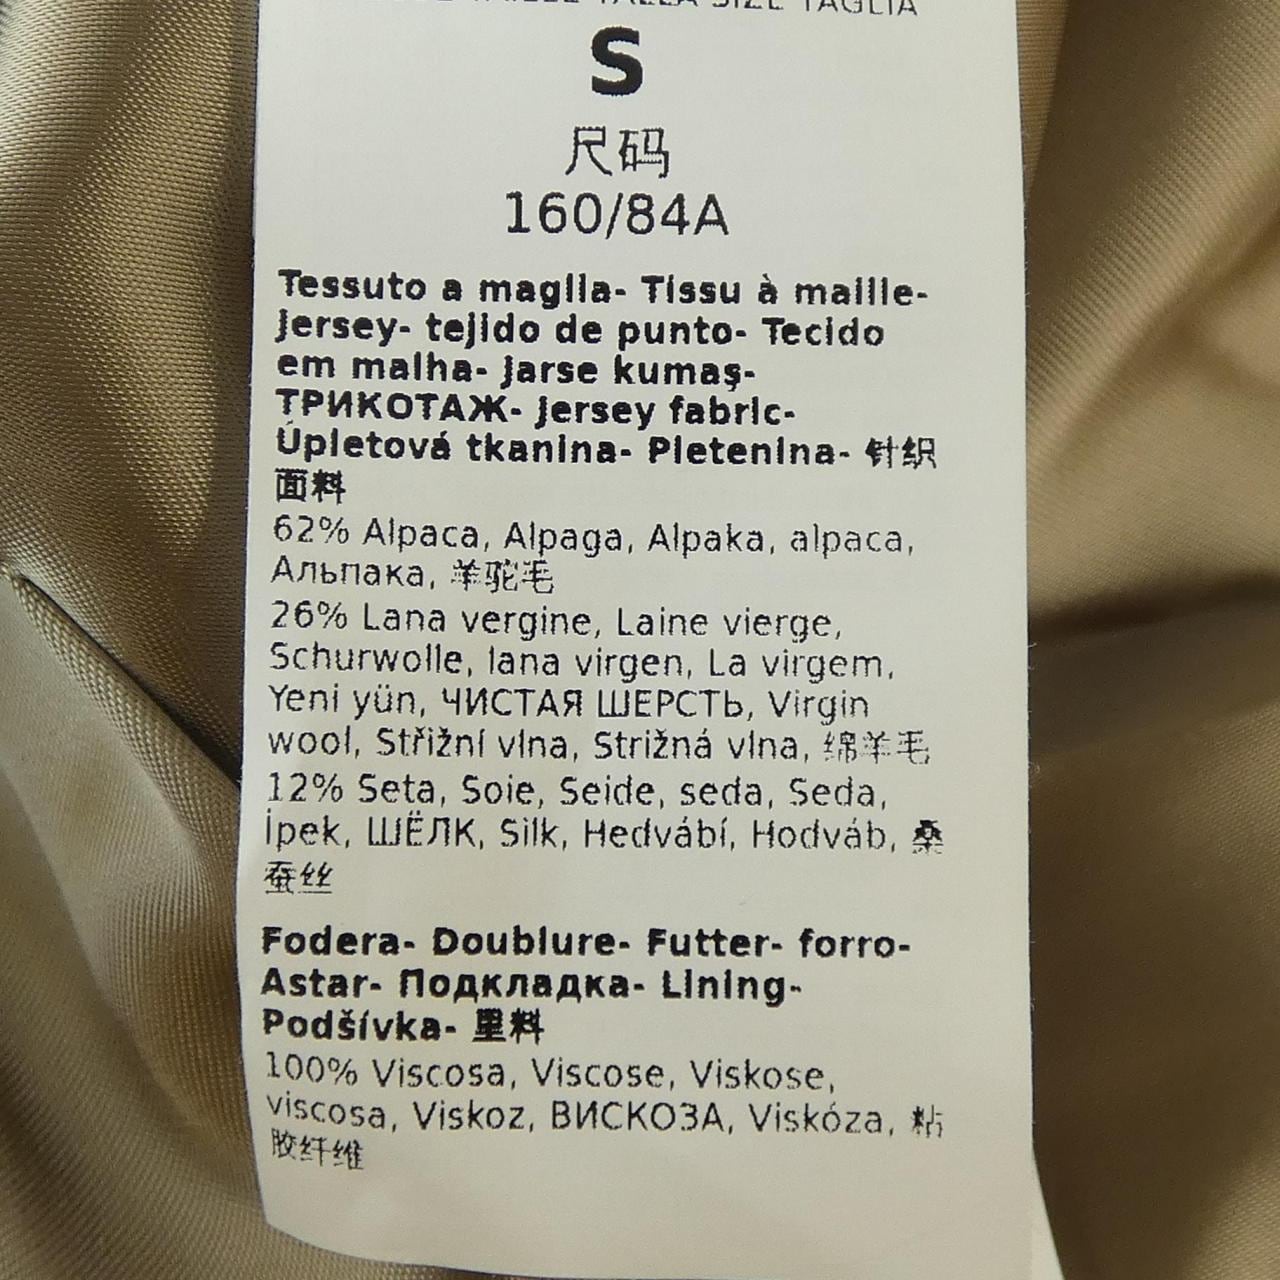 TAILLE TALLA SIZE TAGLIA
S
尺码
160/84A
Tessuto a maglia- Tissu à maille-
Jersey- tejido de punto- Tecido
em malha- Jarse kumaş-
ТРИКОТАЖ- Jersey fabric-
Úpletová tkanina- Pletenina- 针织
面料
62% Alpaca, Alpaga, Alpaka, alpaca,
Альпака, 羊驼毛
26% Lana vergine, Laine vierge,
Schurwolle, lana virgen, La virgem,
Yeni yün, ЧИСТАЯ ШЕРСТЬ, Virgin
wool, Střižní vlna, Strižná vlna, 绵羊毛
12% Seta, Soie, Seide, seda, Seda,
İpek, ШЁЛК, Silk, Hedvábí, Hodváb, 桑
蚕丝
Fodera- Doublure- Futter- forro-
Astar- Подкладка- Lining-
Podšívka- 里料
100% Viscosa, Viscose, Viskose,
viscosa, Viskoz, ВИСКОЗА, Viskóza, 粘
胶纤维